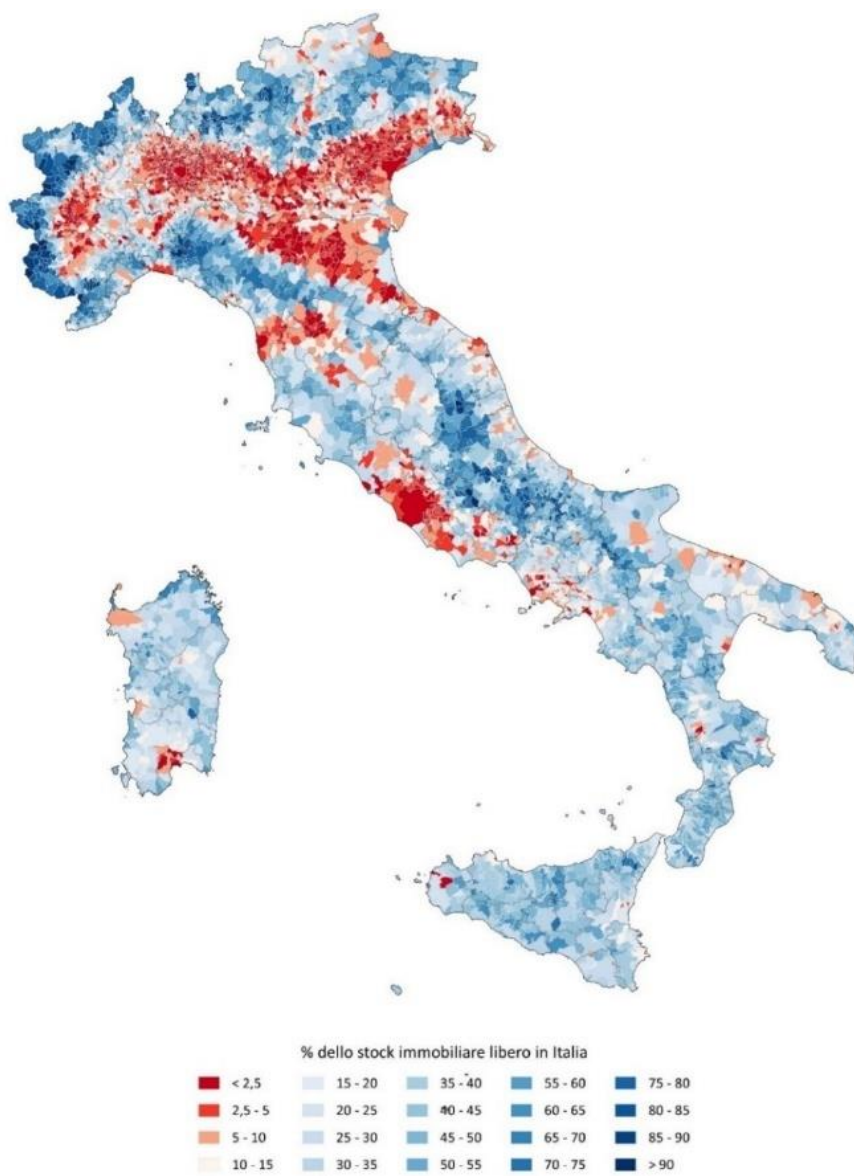 % dello stock immobiliare libero in Italia
< 2,5 15 - 20 35 - 40 55 - 60 75 - 80
2,5 - 5 20 - 25 40 - 45 60 - 65 80 - 85
5 - 10 25 - 30 45 - 50 65 - 70 85 - 90
10 - 15 30 - 35 50 - 55 70 - 75 > 90